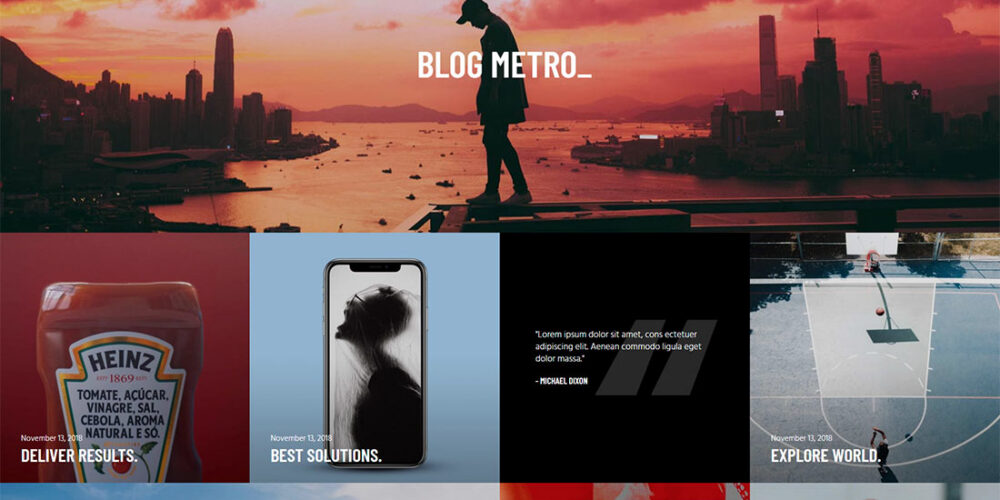 BLOG METRO_
HEINZ
ESTD 1869
TOMATE, AÇÚCAR,
VINAGRE, SAL,
CEBOLA, AROMA
NATURAL E SÓ.
November 13, 2018
DELIVER RESULTS.
November 13, 2018
BEST SOLUTIONS.
"Lorem ipsum dolor sit amet, cons ectetuer
adipiscing elit. Aenean commodo ligula eget
dolor massa."
- MICHAEL DIXON
November 13, 2018
EXPLORE WORLD.